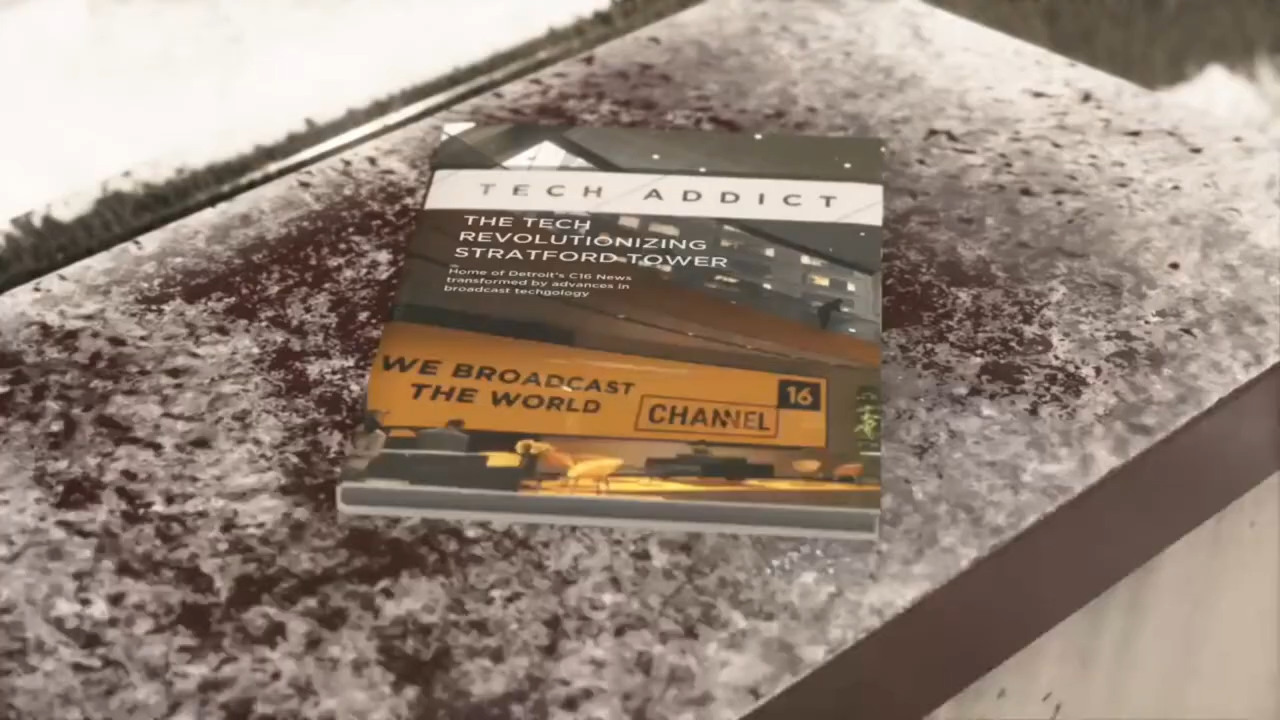 TECH ADDICT
THE TECH
REVOLUTIONIZING
STRATFORD TOWER
Home of Detroit's C16 News
transformed by advances in
broadcast techgology
WE BROADCAST
THE WORLD
16
CHANNEL